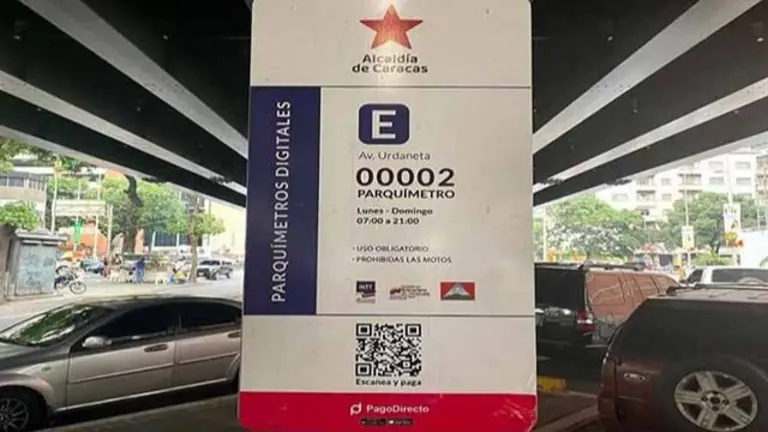 Alcaldía
de Caracas
PARQUÍMETROS DIGITALES
E
Av. Urdaneta
00002
PARQUÍMETRO
Lunes - Domingo
07:00 a 21:00
· USO OBLIGATORIO
· PROHIBIDAS LAS MOTOS
INTT
Escanea y paga
PagoDirecto